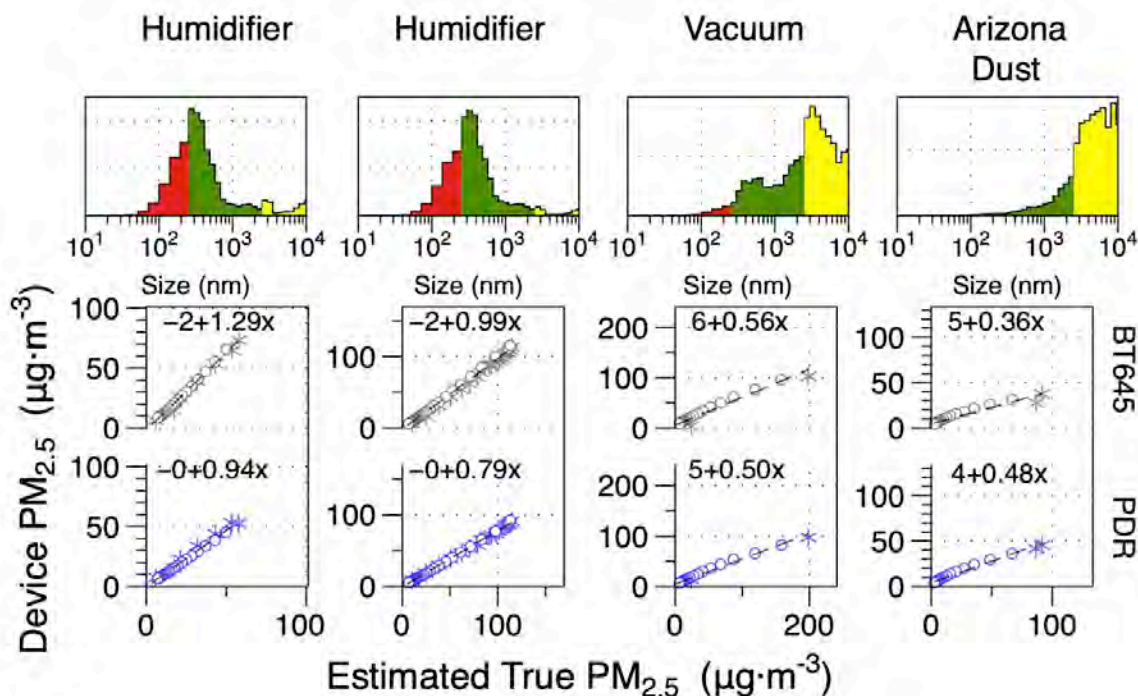 Humidifier Humidifier Vacuum Arizona Dust
10^1 10^2 10^3 10^4 10^1 10^2 10^3 10^4 10^1 10^2 10^3 10^4 10^1 10^2 10^3 10^4
Size (nm) Size (nm) Size (nm) Size (nm)
Device PM2.5 (µg·m⁻³)
100 50 0
−2+1.29x
100 0
−2+0.99x
200 100 0
6+0.56x
100 50 0
5+0.36x
BT645
100 50 0
−0+0.94x
100 0
−0+0.79x
200 100 0
5+0.50x
100 50 0
4+0.48x
PDR
0 100 0 100 0 200 0 100
Estimated True PM2.5 (µg·m⁻³)